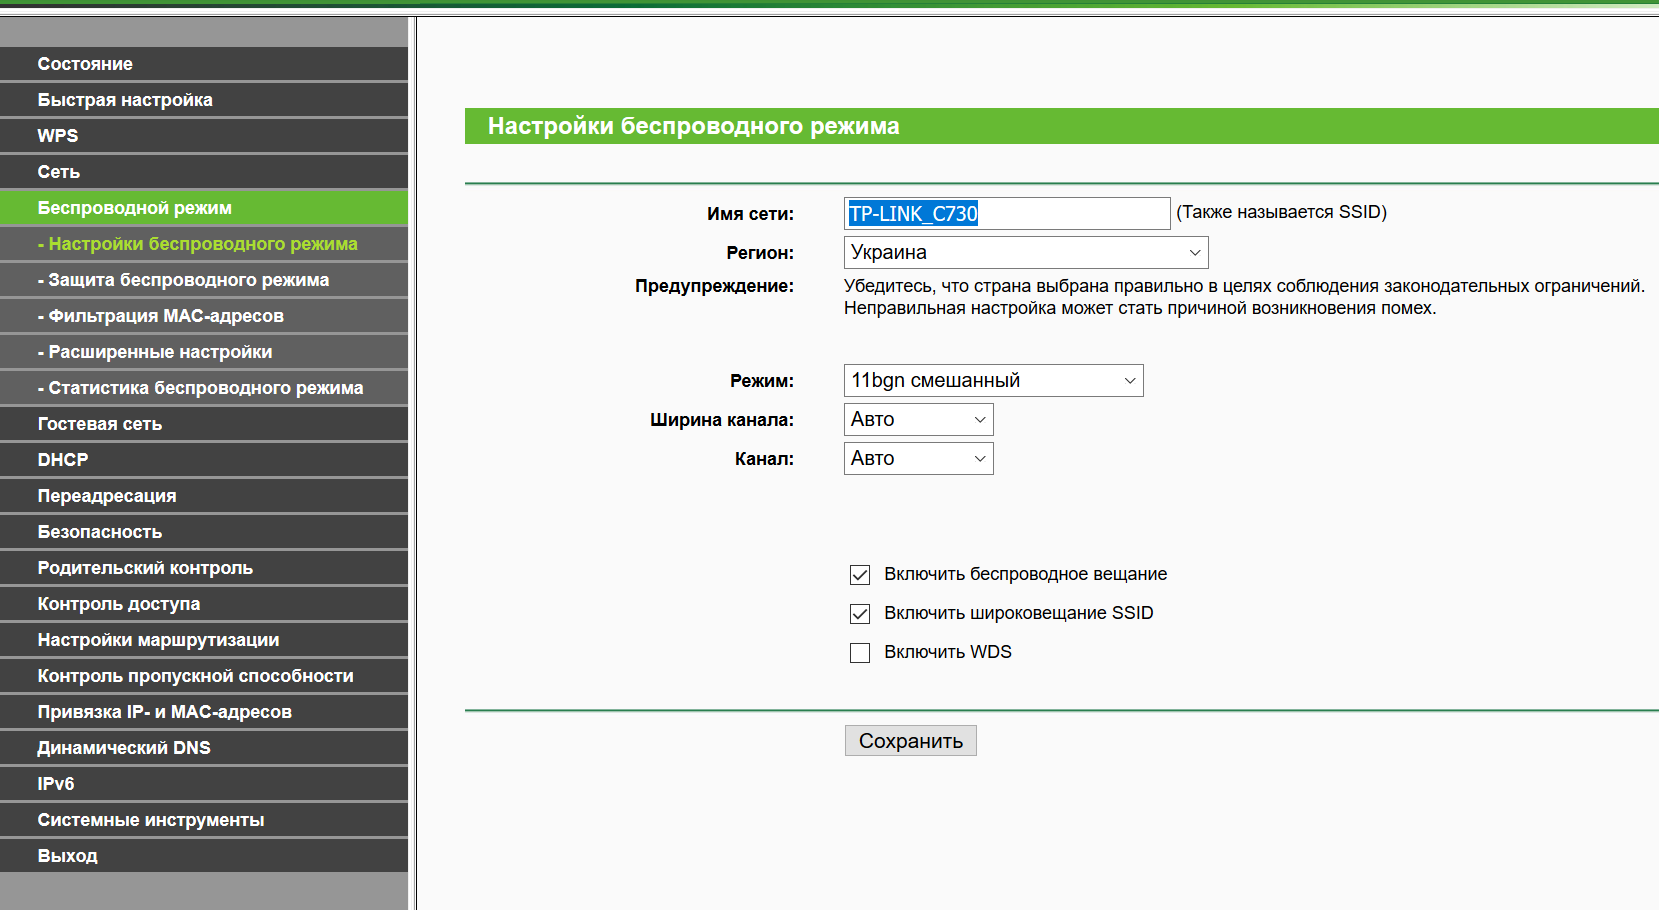 Состояние
Быстрая настройка
WPS
Сеть
Беспроводной режим
- Настройки беспроводного режима
- Защита беспроводного режима
- Фильтрация MAC-адресов
- Расширенные настройки
- Статистика беспроводного режима
Гостевая сеть
DHCP
Переадресация
Безопасность
Родительский контроль
Контроль доступа
Настройки маршрутизации
Контроль пропускной способности
Привязка IP- и MAC-адресов
Динамический DNS
IPv6
Системные инструменты
Выход
Настройки беспроводного режима
Имя сети: TP-LINK_C730 (Также называется SSID)
Регион: Украина
Предупреждение: Убедитесь, что страна выбрана правильно в целях соблюдения законодательных ограничений.
Неправильная настройка может стать причиной возникновения помех.
Режим: 11bgn смешанный
Ширина канала: Авто
Канал: Авто
Включить беспроводное вещание
Включить широковещание SSID
Включить WDS
Сохранить